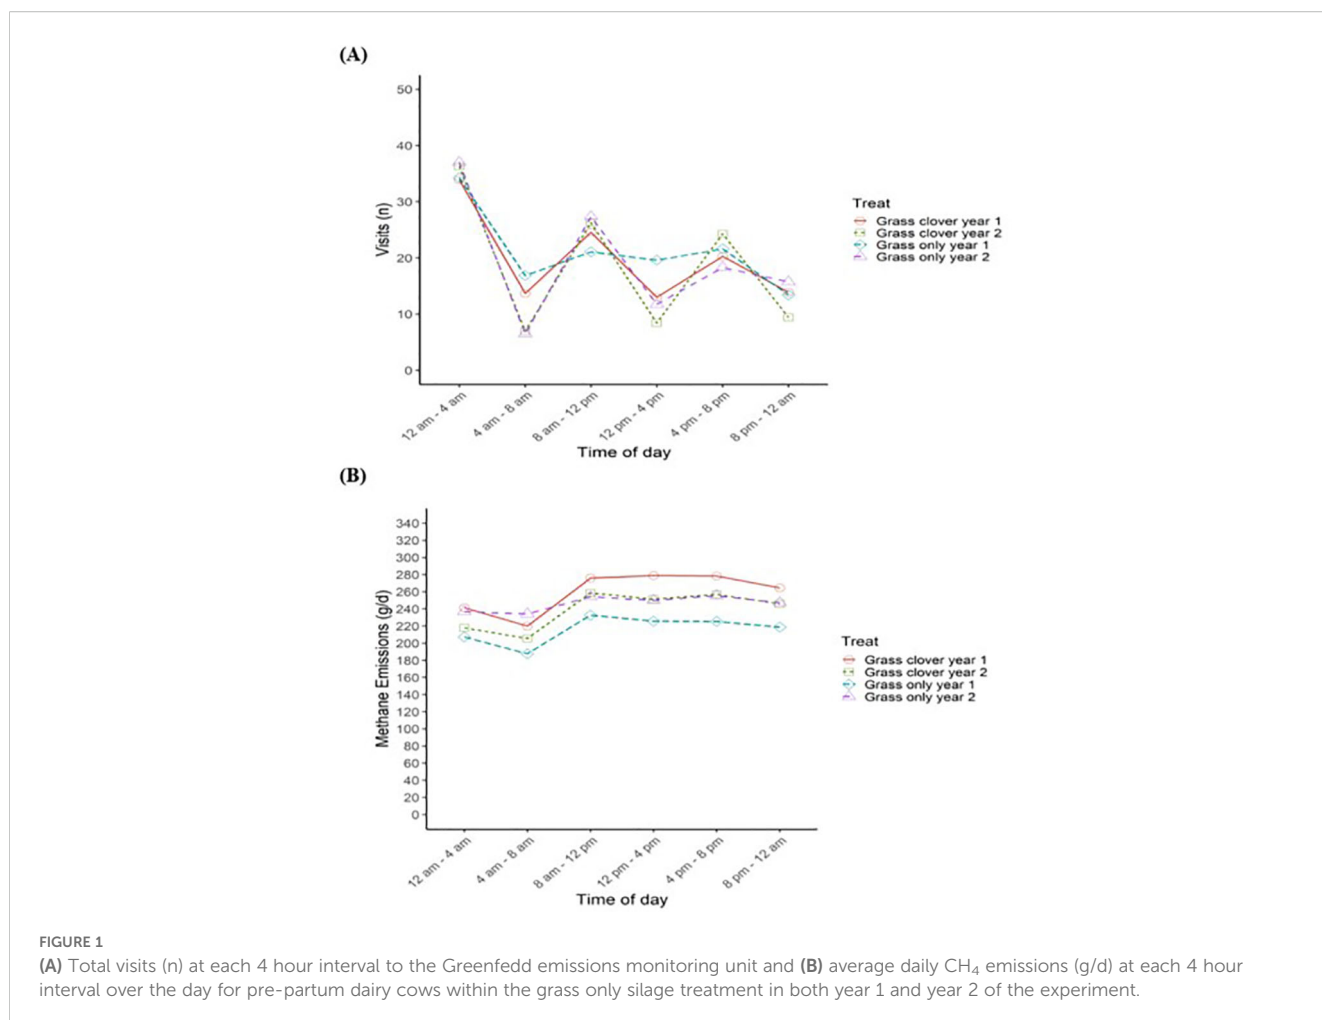 (A)
50
40
30
20
10
0
Visits (n)
12 am - 4 am
4 am - 8 am
8 am - 12 pm
12 pm - 4 pm
4 pm - 8 pm
8 pm - 12 am
Time of day
Treat
Grass clover year 1
Grass clover year 2
Grass only year 1
Grass only year 2
(B)
340
320
300
280
260
240
220
200
180
160
140
120
100
80
60
40
20
0
Methane Emissions (g/d)
12 am - 4 am
4 am - 8 am
8 am - 12 pm
12 pm - 4 pm
4 pm - 8 pm
8 pm - 12 am
Time of day
Treat
Grass clover year 1
Grass clover year 2
Grass only year 1
Grass only year 2
FIGURE 1
(A) Total visits (n) at each 4 hour interval to the Greenfedd emissions monitoring unit and (B) average daily CH₄ emissions (g/d) at each 4 hour
interval over the day for pre-partum dairy cows within the grass only silage treatment in both year 1 and year 2 of the experiment.